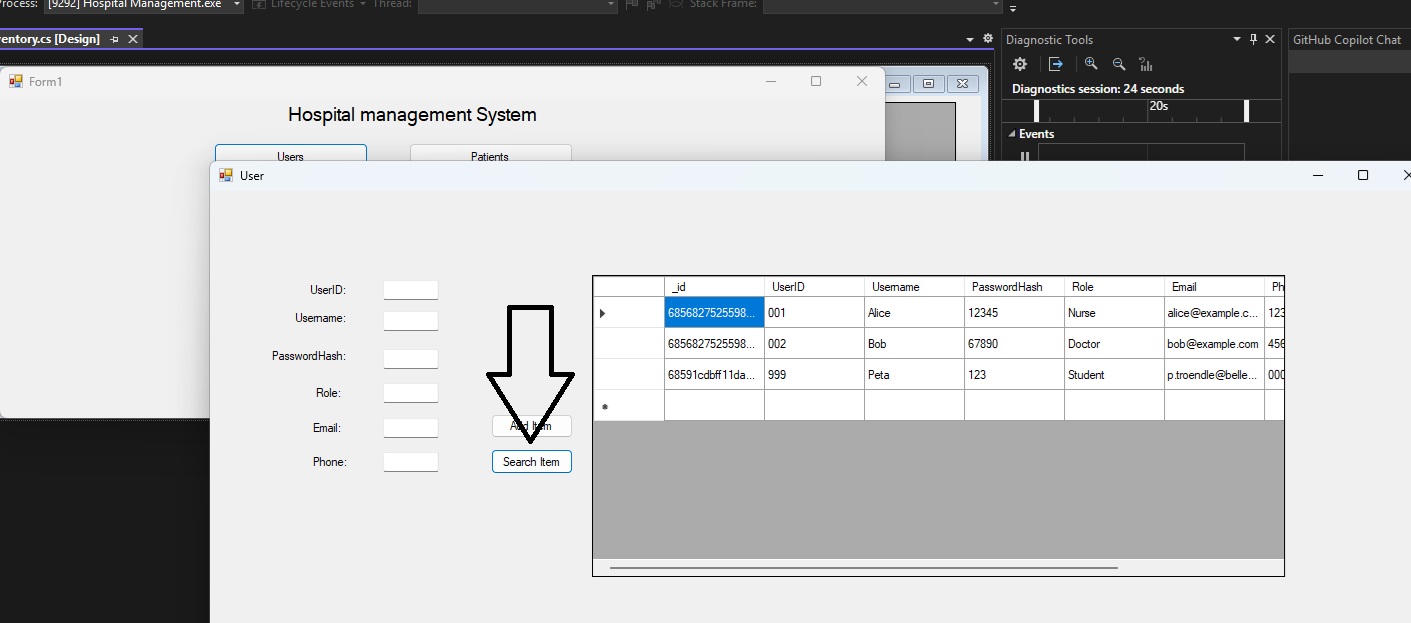 rocess: [9292] Hospital Management.exe Lifecycle Events Thread: Stack Frame:
entory.cs [Design]
Diagnostic Tools
GitHub Copilot Chat
Form1
Diagnostics session: 24 seconds
Hospital management System
20s
Events
Users Patients
User
_id UserID Username PasswordHash Role Email Ph
6856827525598... 001 Alice 12345 Nurse alice@example.c... 123
6856827525598... 002 Bob 67890 Doctor bob@example.com 456
68591cdbff11da... 999 Peta 123 Student p.troendle@belle... 000
UserID:
Username:
PasswordHash:
Role:
Email:
Phone:
Add Item
Search Item